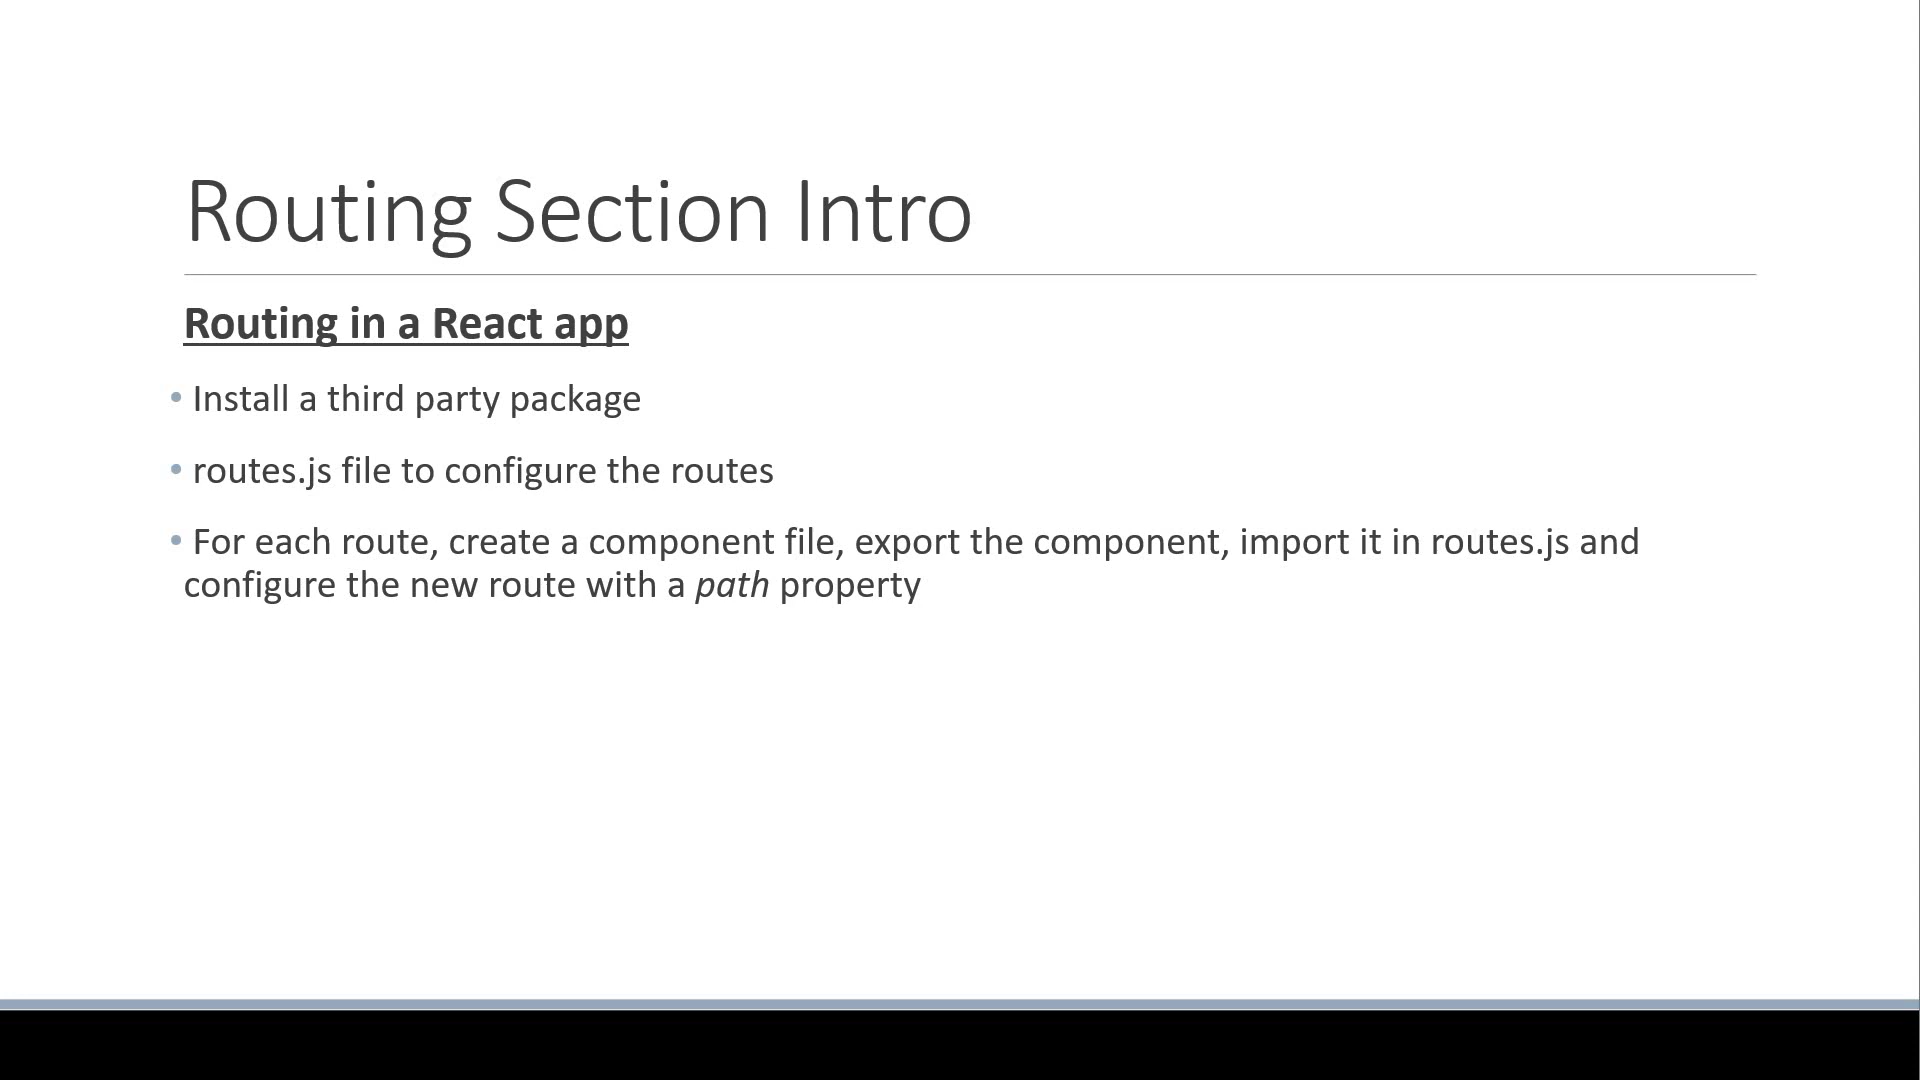 Routing Section Intro
Routing in a React app
• Install a third party package
• routes.js file to configure the routes
• For each route, create a component file, export the component, import it in routes.js and
configure the new route with a path property